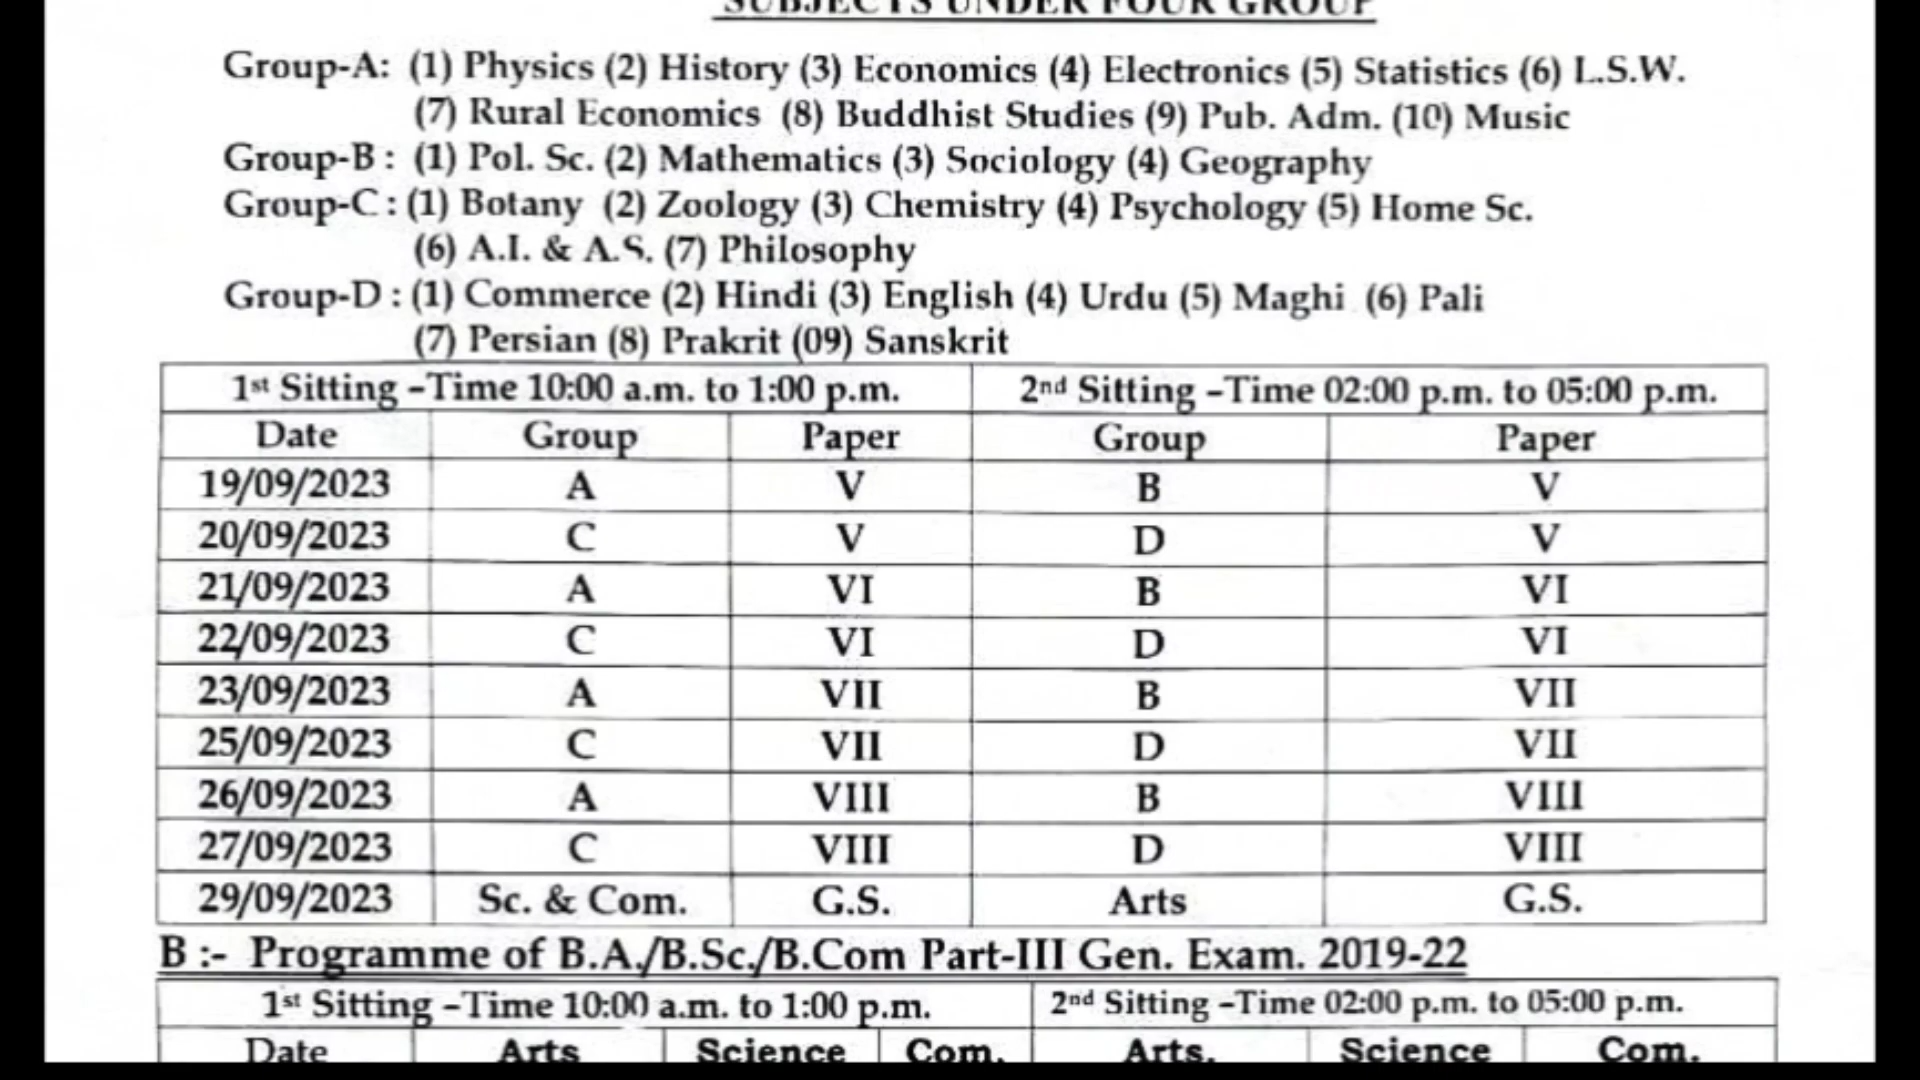 SUBJECTS UNDER FOUR GROUP
Group-A: (1) Physics (2) History (3) Economics (4) Electronics (5) Statistics (6) L.S.W.
(7) Rural Economics (8) Buddhist Studies (9) Pub. Adm. (10) Music
Group-B : (1) Pol. Sc. (2) Mathematics (3) Sociology (4) Geography
Group-C : (1) Botany (2) Zoology (3) Chemistry (4) Psychology (5) Home Sc.
(6) A.I. & A.S. (7) Philosophy
Group-D : (1) Commerce (2) Hindi (3) English (4) Urdu (5) Maghi (6) Pali
(7) Persian (8) Prakrit (09) Sanskrit
1st Sitting –Time 10:00 a.m. to 1:00 p.m. 2nd Sitting –Time 02:00 p.m. to 05:00 p.m.
Date Group Paper Group Paper
19/09/2023 A V B V
20/09/2023 C V D V
21/09/2023 A VI B VI
22/09/2023 C VI D VI
23/09/2023 A VII B VII
25/09/2023 C VII D VII
26/09/2023 A VIII B VIII
27/09/2023 C VIII D VIII
29/09/2023 Sc. & Com. G.S. Arts G.S.
B :- Programme of B.A./B.Sc./B.Com Part-III Gen. Exam. 2019-22
1st Sitting –Time 10:00 a.m. to 1:00 p.m. 2nd Sitting –Time 02:00 p.m. to 05:00 p.m.
Date Arts Science Com. Arts. Science Com.